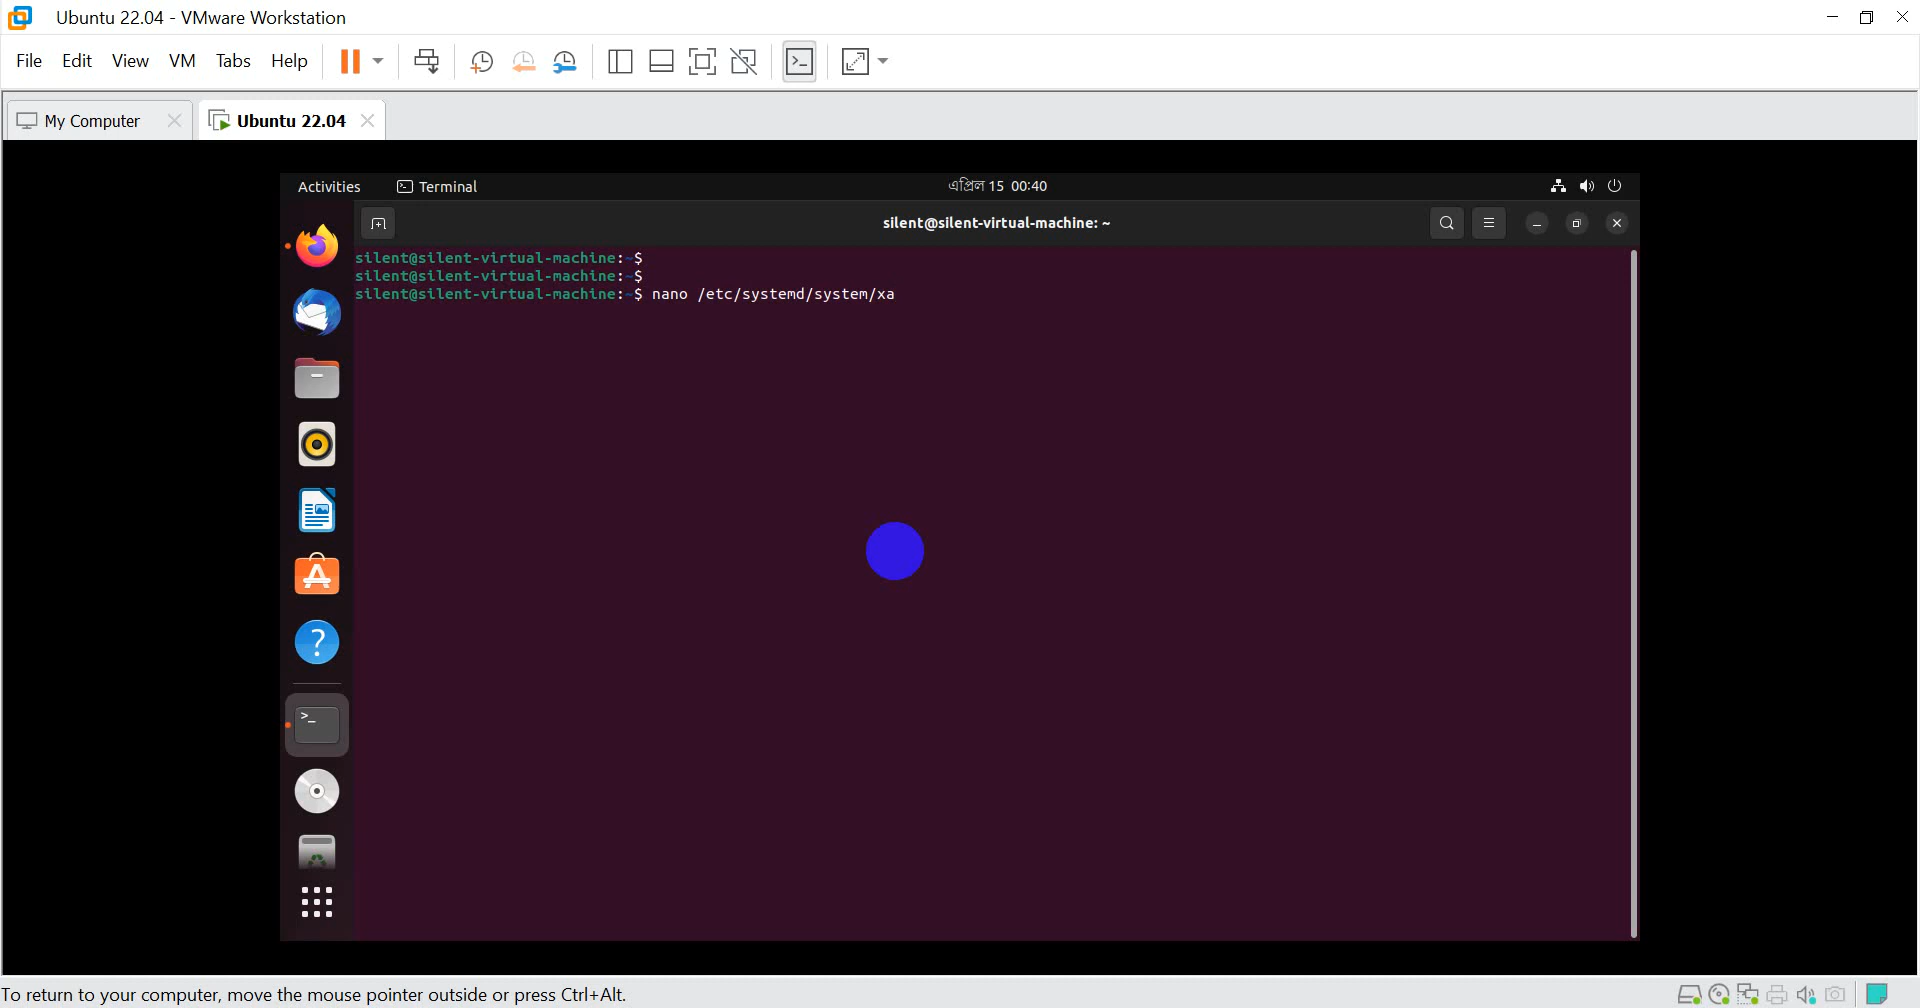 Ubuntu 22.04 - VMware Workstation
File Edit View VM Tabs Help
My Computer
Ubuntu 22.04
Activities Terminal এপ্রিল 15 00:40
silent@silent-virtual-machine: ~
silent@silent-virtual-machine:~$
silent@silent-virtual-machine:~$
silent@silent-virtual-machine:~$ nano /etc/systemd/system/xa
To return to your computer, move the mouse pointer outside or press Ctrl+Alt.